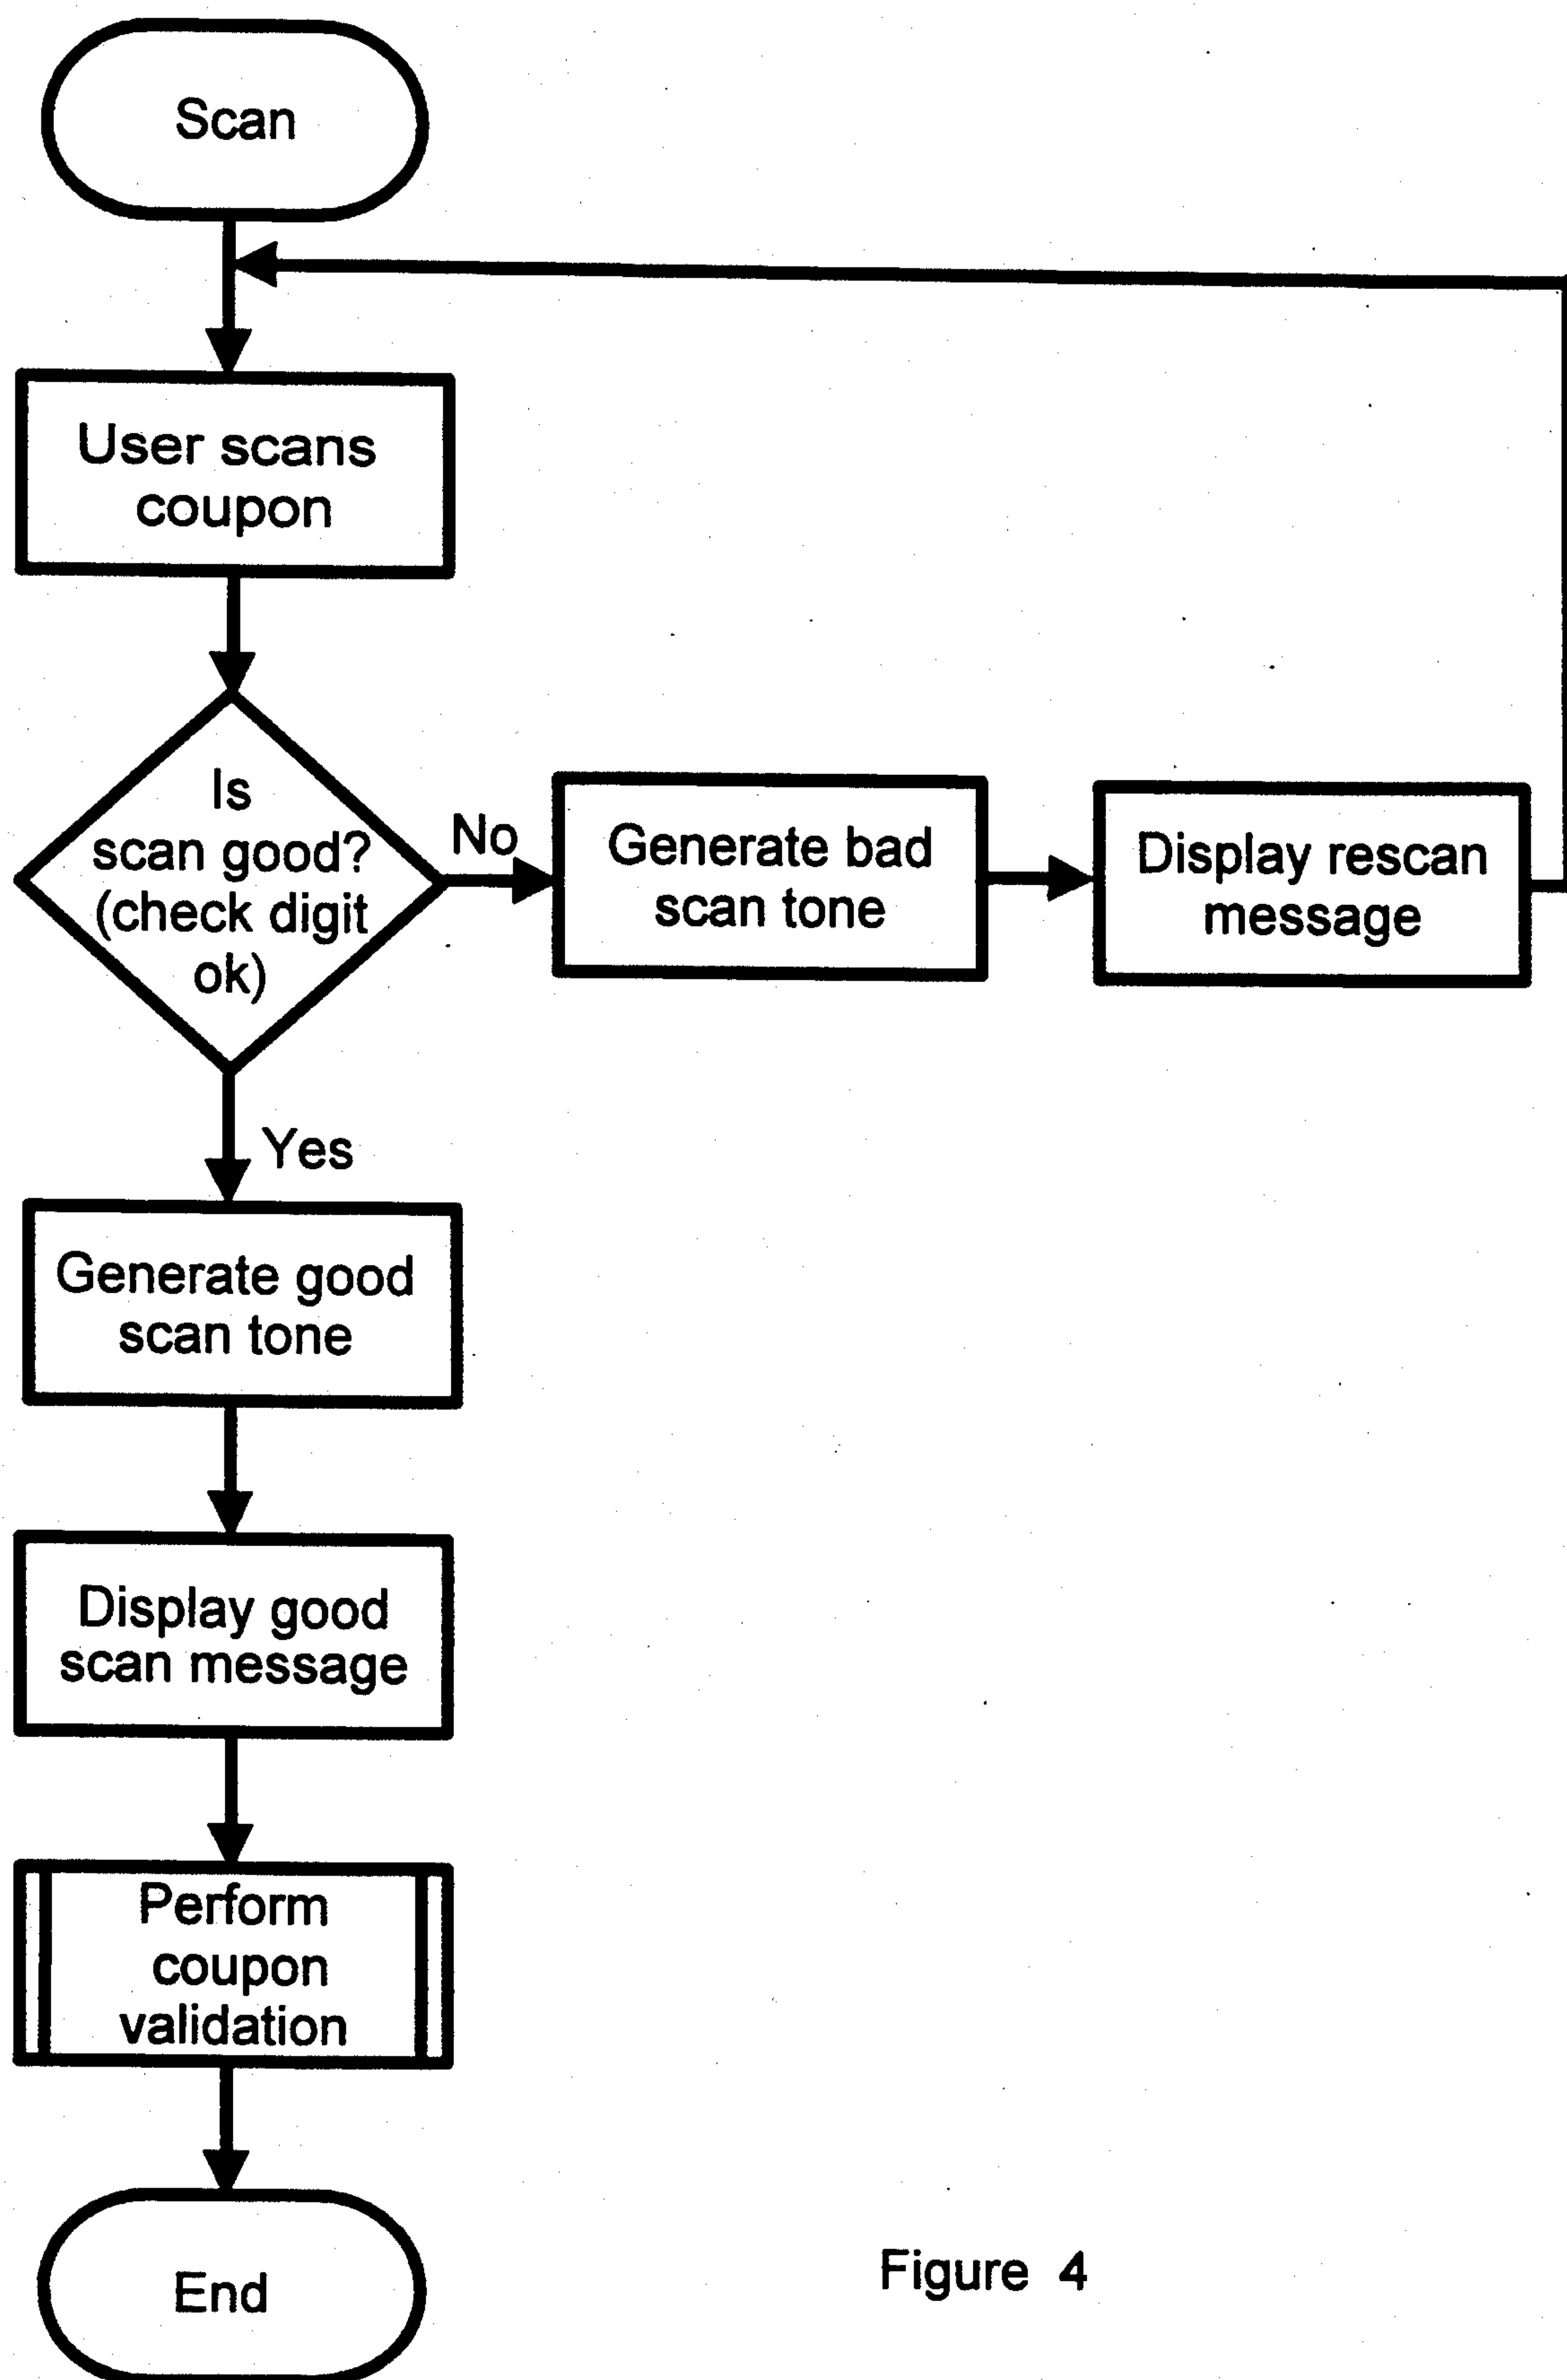 Scan
User scans
coupon
Is
scan good?
(check digit
ok)
No
Generate bad
scan tone
Display rescan
message
Yes
Generate good
scan tone
Display good
scan message
Perform
coupon
validation
End
Figure 4